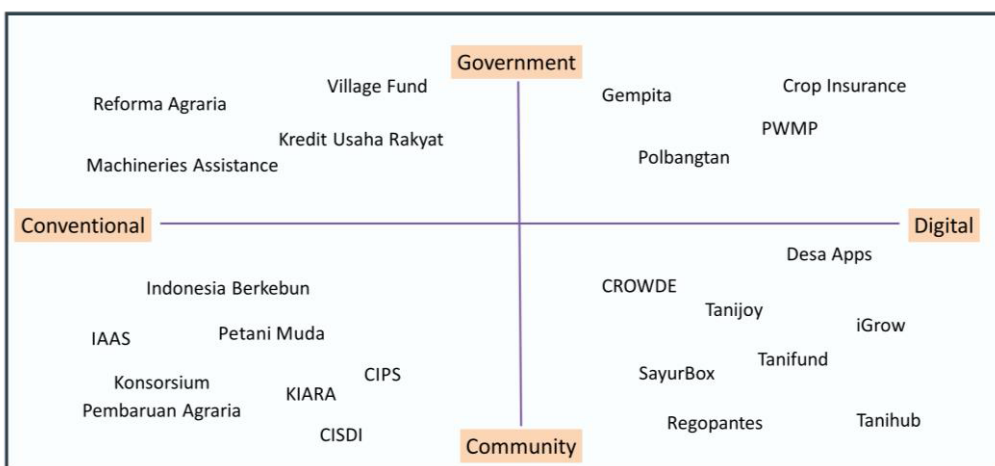 Government
Village Fund
Reforma Agraria
Kredit Usaha Rakyat
Machineries Assistance
Gempita
Crop Insurance
PWMP
Polbangtan
Conventional
Digital
Indonesia Berkebun
IAAS
Petani Muda
CIPS
Konsorsium
Pembaruan Agraria
KIARA
CISDI
Desa Apps
CROWDE
Tanijoy
iGrow
Tanifund
SayurBox
Regopantes
Tanihub
Community